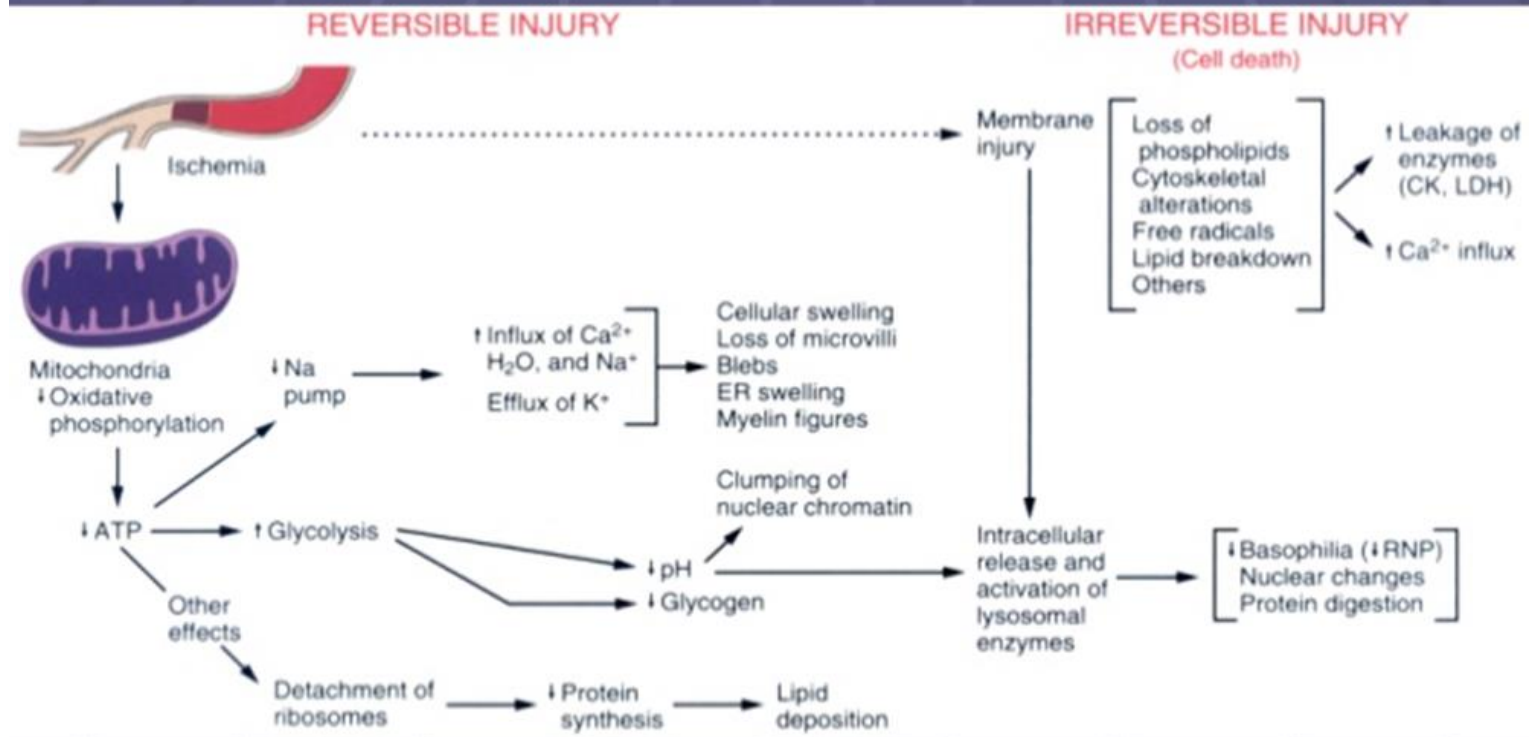 REVERSIBLE INJURY
IRREVERSIBLE INJURY
(Cell death)
Ischemia
Membrane
injury
Loss of
phospholipids
Cytoskeletal
alterations
Free radicals
Lipid breakdown
Others
↑ Leakage of
enzymes
(CK, LDH)
↑ Ca²⁺ influx
Mitochondria
↓ Oxidative
phosphorylation
↓ Na
pump
↑ Influx of Ca²⁺
H₂O, and Na⁺
Efflux of K⁺
Cellular swelling
Loss of microvilli
Blebs
ER swelling
Myelin figures
↓ ATP
↑ Glycolysis
Clumping of
nuclear chromatin
↓ pH
↓ Glycogen
Intracellular
release and
activation of
lysosomal
enzymes
↓ Basophilia (↓ RNP)
Nuclear changes
Protein digestion
Other
effects
Detachment of
ribosomes
↓ Protein
synthesis
Lipid
deposition